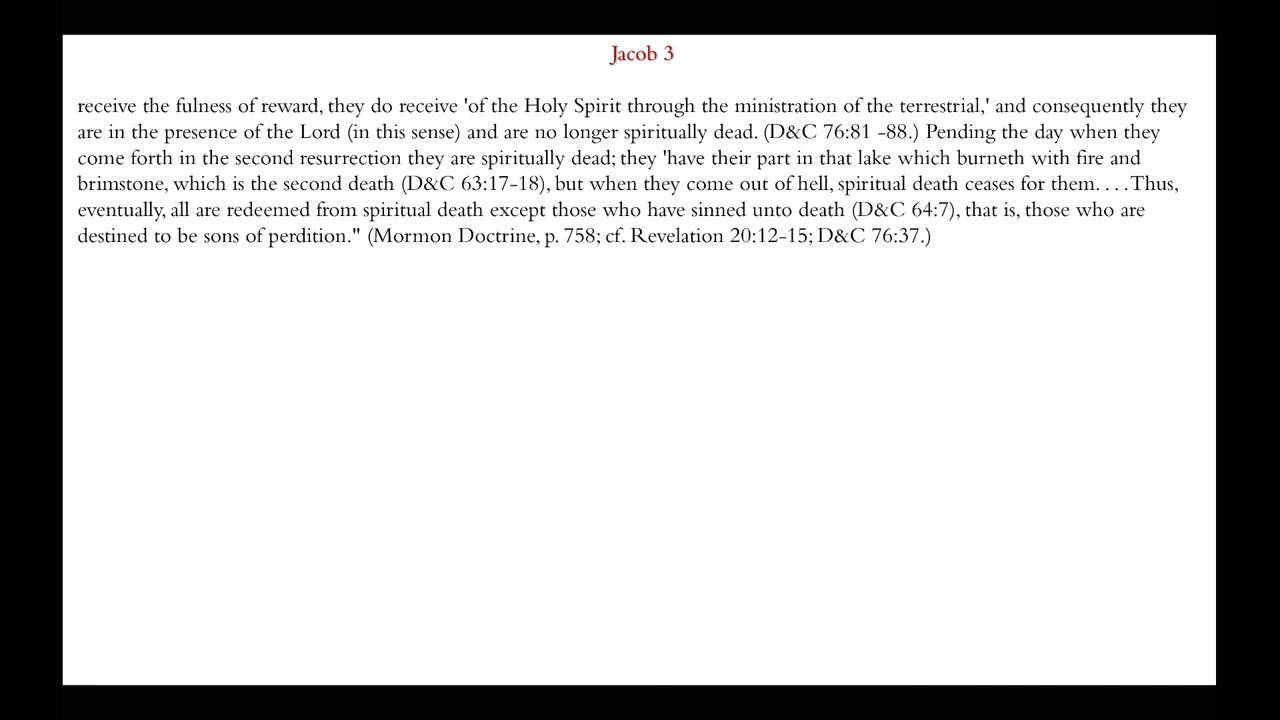 Jacob 3
receive the fulness of reward, they do receive 'of the Holy Spirit through the ministration of the terrestrial,' and consequently they
are in the presence of the Lord (in this sense) and are no longer spiritually dead. (D&C 76:81 -88.) Pending the day when they
come forth in the second resurrection they are spiritually dead; they 'have their part in that lake which burneth with fire and
brimstone, which is the second death (D&C 63:17-18), but when they come out of hell, spiritual death ceases for them. . . . Thus,
eventually, all are redeemed from spiritual death except those who have sinned unto death (D&C 64:7), that is, those who are
destined to be sons of perdition." (Mormon Doctrine, p. 758; cf. Revelation 20:12-15; D&C 76:37.)